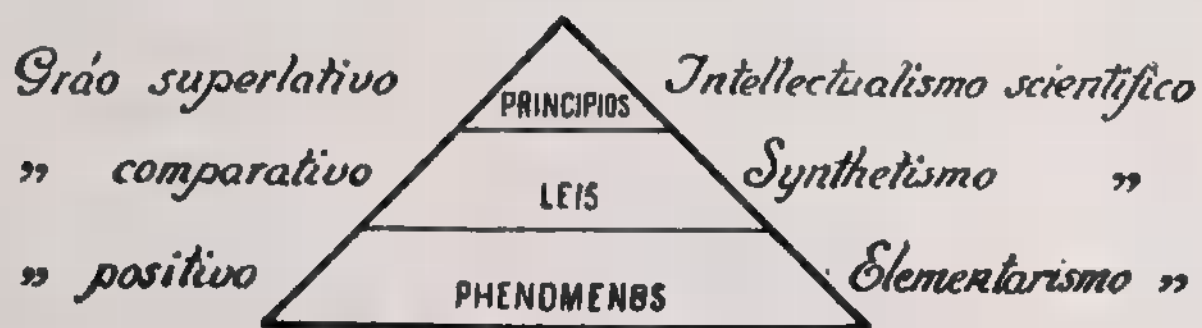 Gráo superlativo PRINCIPIOS Intellectualismo scientifico
„ comparativo LEIS Synthetismo „
„ positivo PHENOMENOS Elementarismo „